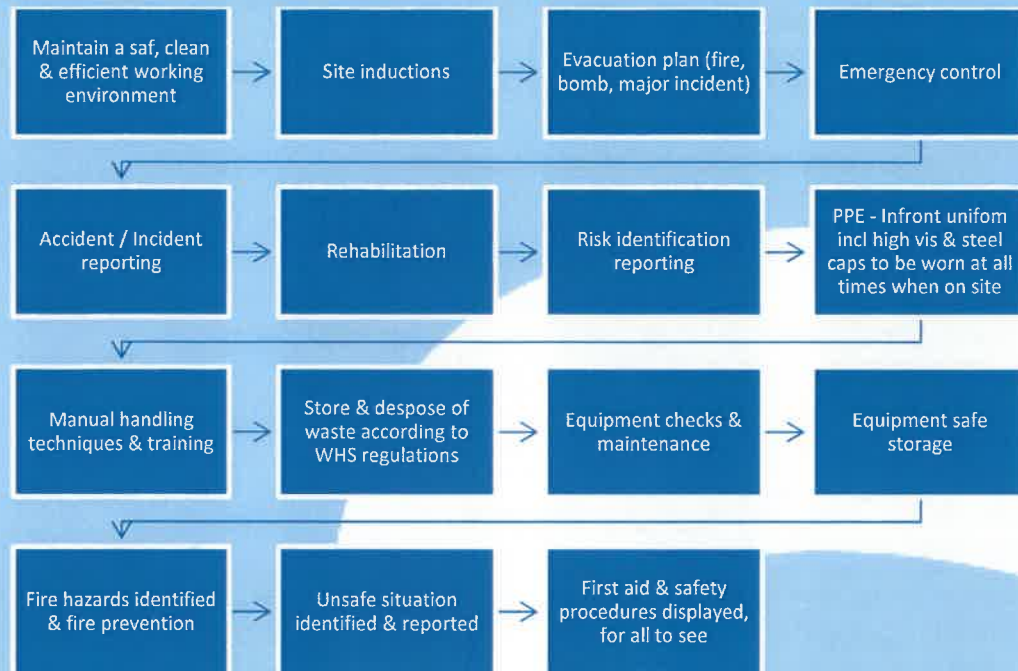 Maintain a saf, clean
& efficient working
environment
Site inductions
Evacuation plan (fire,
bomb, major incident)
Emergency control
Accident / Incident
reporting
Rehabilitation
Risk identification
reporting
PPE - Infront unifom
incl high vis & steel
caps to be worn at all
times when on site
Manual handling
techniques & training
Store & despose of
waste according to
WHS regulations
Equipment checks &
maintenance
Equipment safe
storage
Fire hazards identified
& fire prevention
Unsafe situation
identified & reported
First aid & safety
procedures displayed,
for all to see